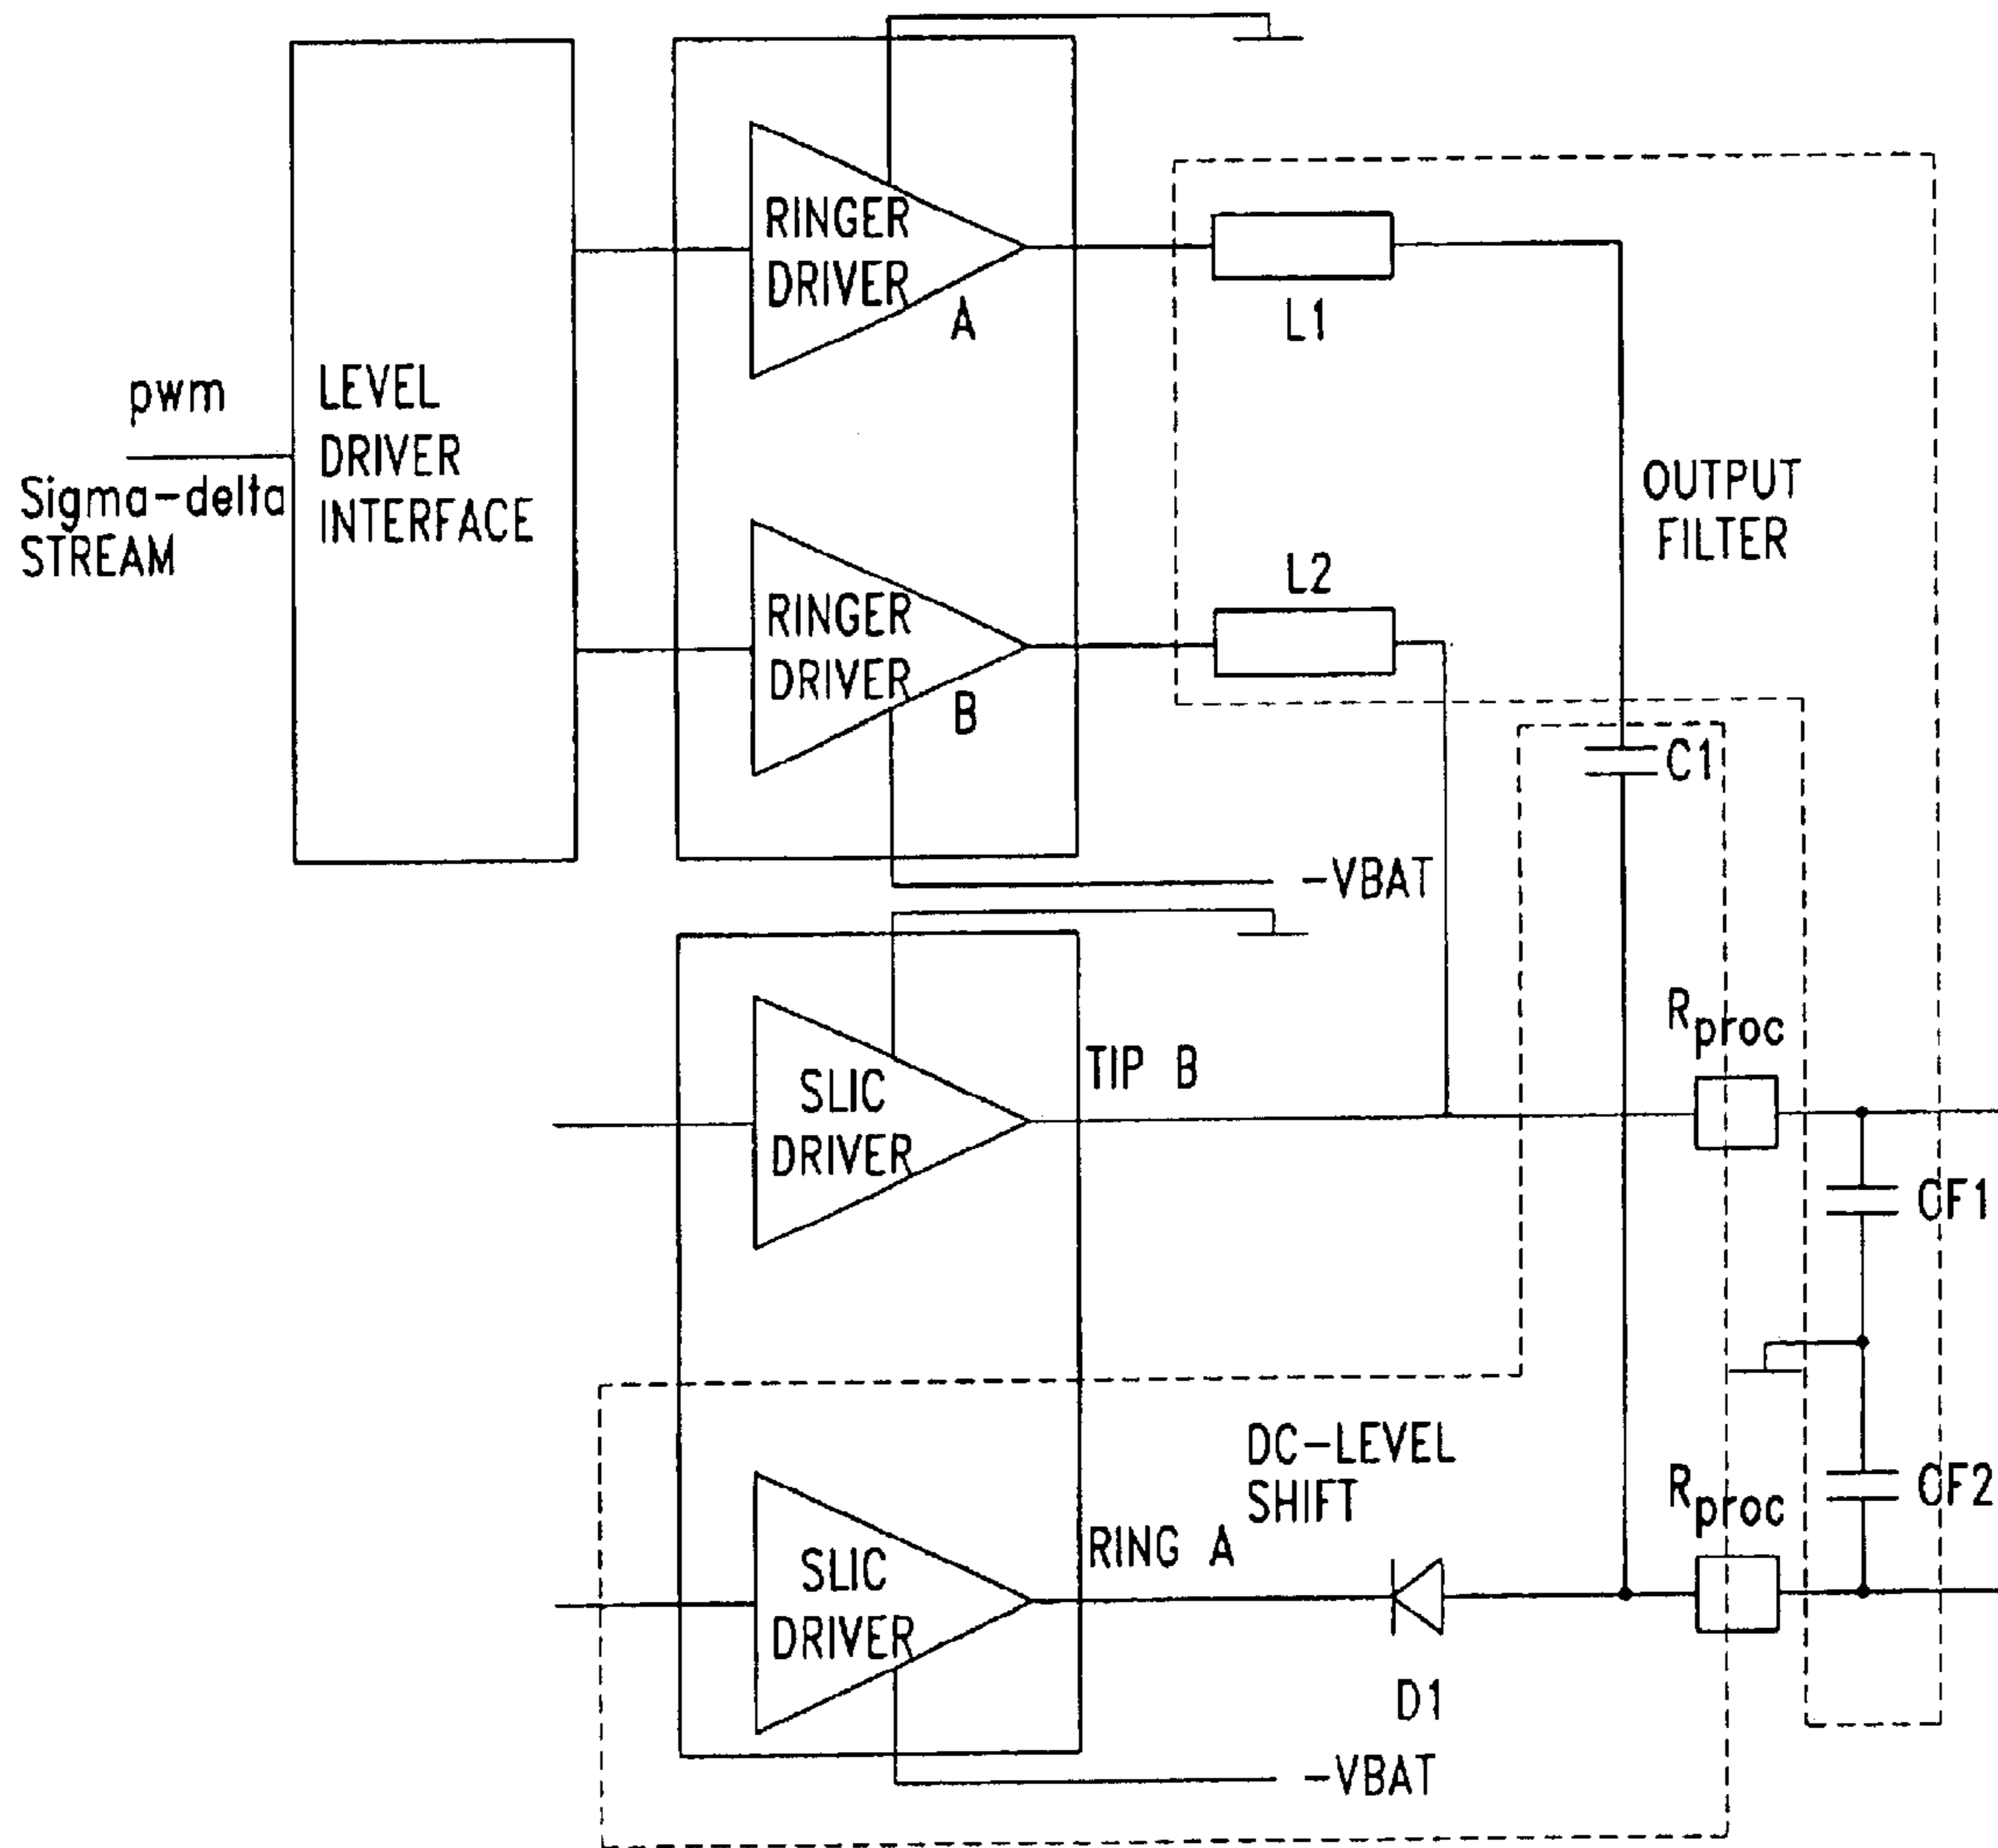 pwm
Sigma-delta
STREAM
LEVEL
DRIVER
INTERFACE
RINGER
DRIVER
A
L1
OUTPUT
FILTER
RINGER
DRIVER
B
L2
C1
-VBAT
SLIC
DRIVER
TIP B
Rproc
CF1
DC-LEVEL
SHIFT
SLIC
DRIVER
RING A
D1
Rproc
CF2
-VBAT